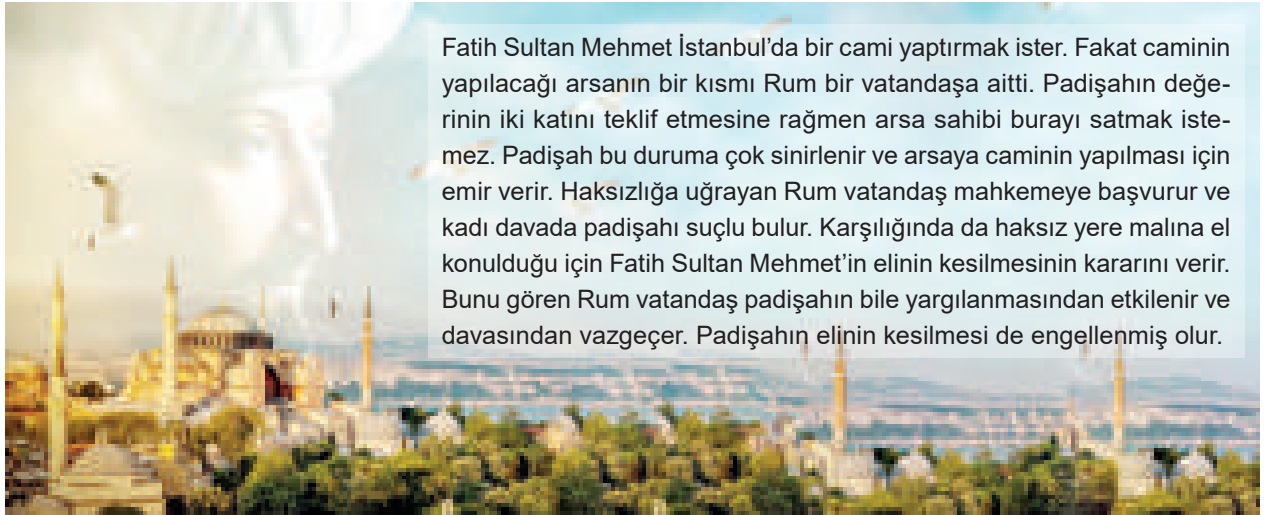 Fatih Sultan Mehmet İstanbul’da bir cami yaptırmak ister. Fakat caminin
yapılacağı arsanın bir kısmı Rum bir vatandaşa aitti. Padişahın değe-
rinin iki katını teklif etmesine rağmen arsa sahibi burayı satmak iste-
mez. Padişah bu duruma çok sinirlenir ve arsaya caminin yapılması için
emir verir. Haksızlığa uğrayan Rum vatandaş mahkemeye başvurur ve
kadı davada padişahı suçlu bulur. Karşılığında da haksız yere malına el
konulduğu için Fatih Sultan Mehmet’in elinin kesilmesinin kararını verir.
Bunu gören Rum vatandaş padişahın bile yargılanmasından etkilenir ve
davasından vazgeçer. Padişahın elinin kesilmesi de engellenmiş olur.